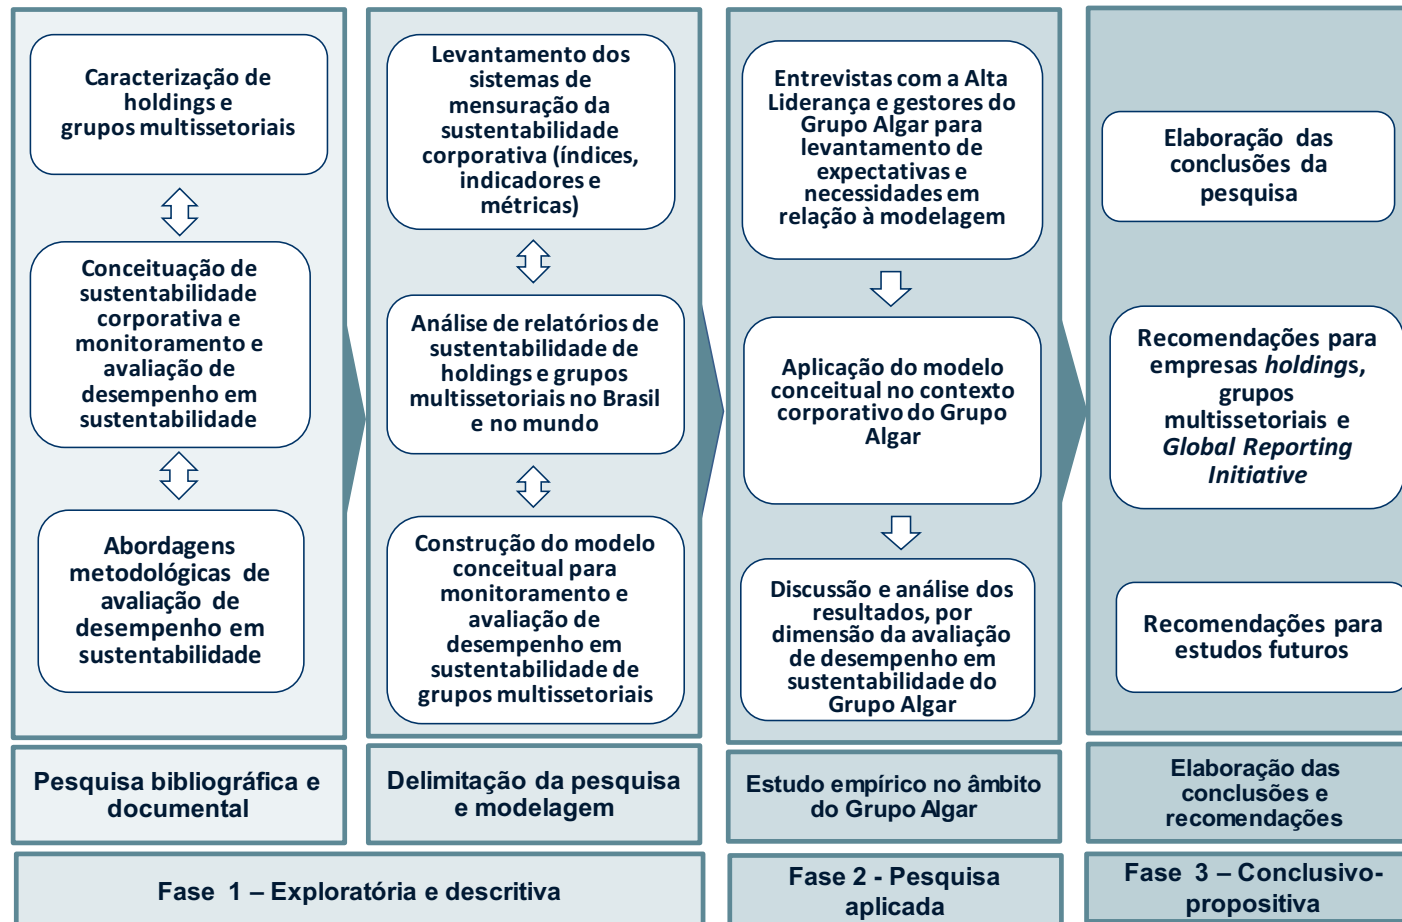 Caracterização de
holdings e
grupos multissetoriais
Conceituação de
sustentabilidade
corporativa e
monitoramento e
avaliação de
desempenho em
sustentabilidade
Abordagens
metodológicas de
avaliação de
desempenho em
sustentabilidade
Pesquisa bibliográfica e
documental
Levantamento dos
sistemas de
mensuração da
sustentabilidade
corporativa (índices,
indicadores e
métricas)
Análise de relatórios de
sustentabilidade de
holdings e grupos
multissetoriais no Brasil
e no mundo
Construção do modelo
conceitual para
monitoramento e
avaliação de
desempenho em
sustentabilidade de
grupos multissetoriais
Delimitação da pesquisa
e modelagem
Fase 1 – Exploratória e descritiva
Entrevistas com a Alta
Liderança e gestores do
Grupo Algar para
levantamento de
expectativas e
necessidades em
relação à modelagem
Aplicação do modelo
conceitual no contexto
corporativo do Grupo
Algar
Discussão e análise dos
resultados, por
dimensão da avaliação
de desempenho em
sustentabilidade do
Grupo Algar
Estudo empírico no âmbito
do Grupo Algar
Fase 2 - Pesquisa
aplicada
Elaboração das
conclusões da
pesquisa
Recomendações para
empresas holdings,
grupos
multissetoriais e
Global Reporting
Initiative
Recomendações para
estudos futuros
Elaboração das
conclusões e
recomendações
Fase 3 – Conclusivo-
propositiva